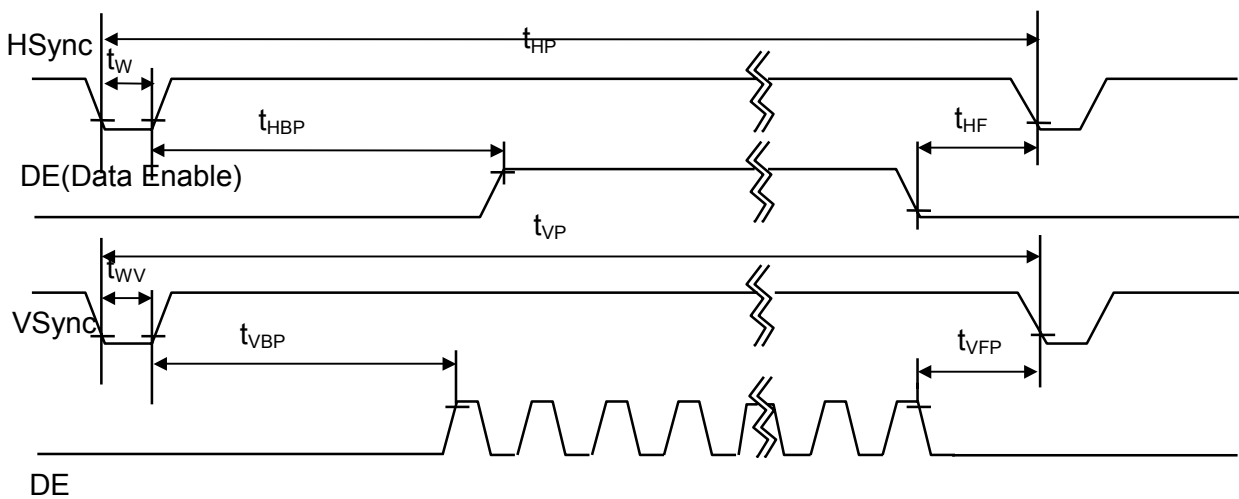 HSync
tHP
tW
tHBP
tHF
DE(Data Enable)
tVP
tWV
VSync
tVBP
tVFP
DE